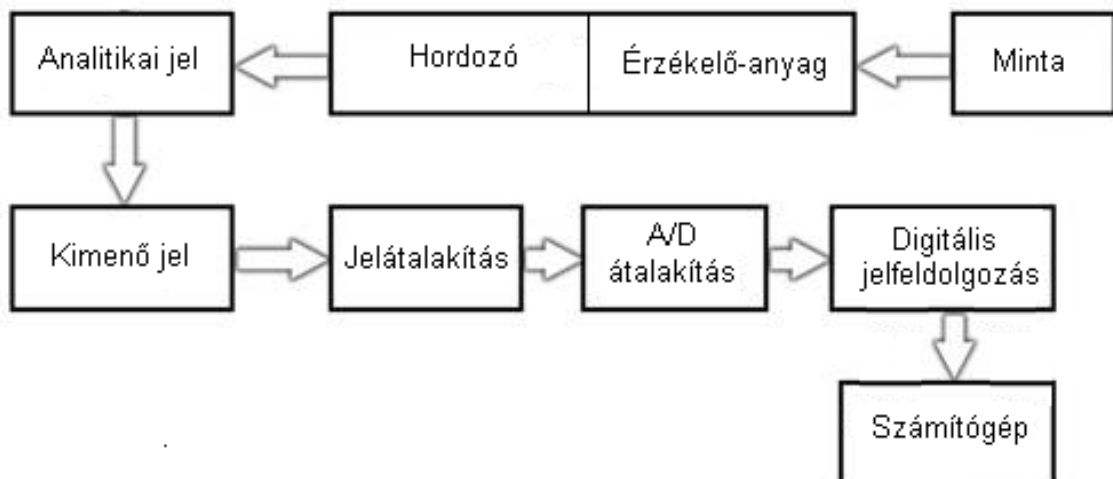 Analitikai jel
Hordozó
Érzékelő-anyag
Minta
Kimenő jel
Jelátalakítás
A/D
átalakítás
Digitális
jelfeldolgozás
Számítógép